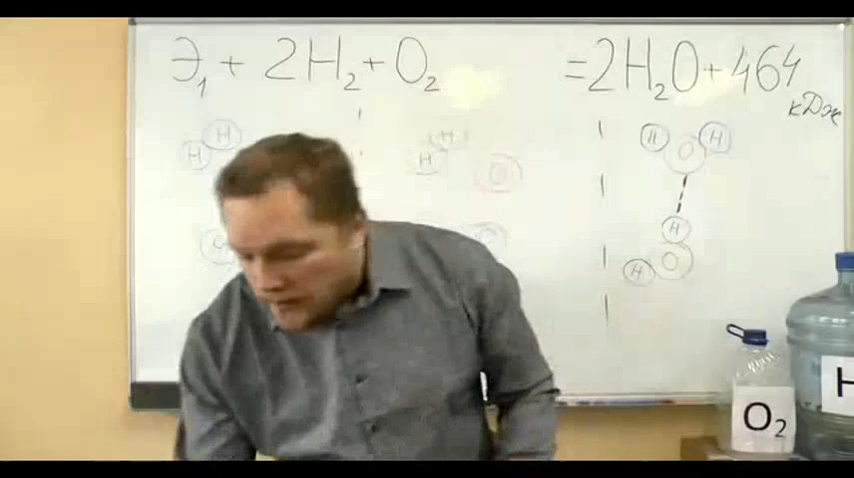 Э₁ + 2H₂ + O₂ = 2H₂O + 464
кДж
H H H H O H O H
O O H
H O
O₂ H